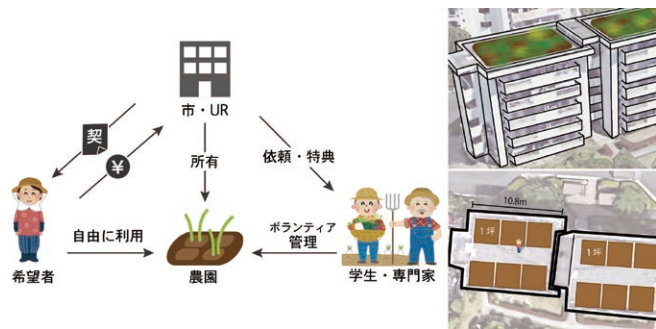 市・UR
契
¥
所有
依頼・特典
自由に利用
ボランティア
管理
希望者
農園
学生・専門家
10.8m
1坪
1坪